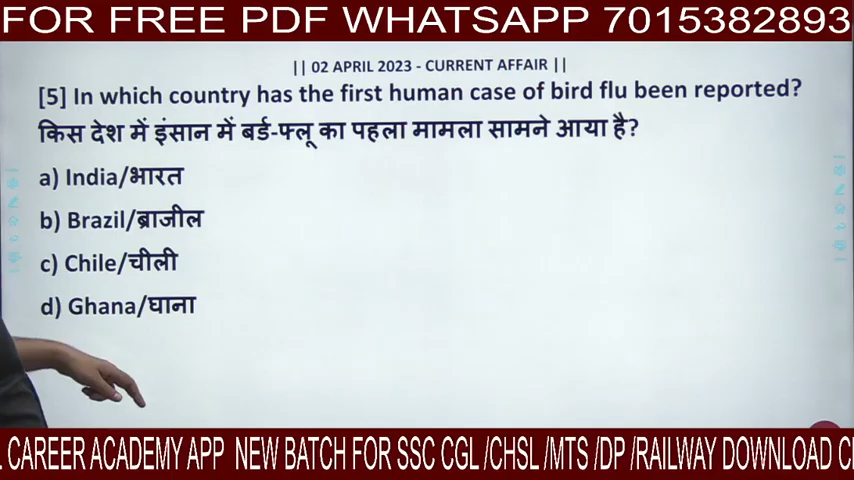 FOR FREE PDF WHATSAPP 7015382893
|| 02 APRIL 2023 - CURRENT AFFAIR ||
[5] In which country has the first human case of bird flu been reported?
किस देश में इंसान में बर्ड-फ्लू का पहला मामला सामने आया है?
a) India/भारत
b) Brazil/ब्राजील
c) Chile/चीली
d) Ghana/घाना
CAREER ACADEMY APP NEW BATCH FOR SSC CGL /CHSL /MTS /DP /RAILWAY DOWNLOAD